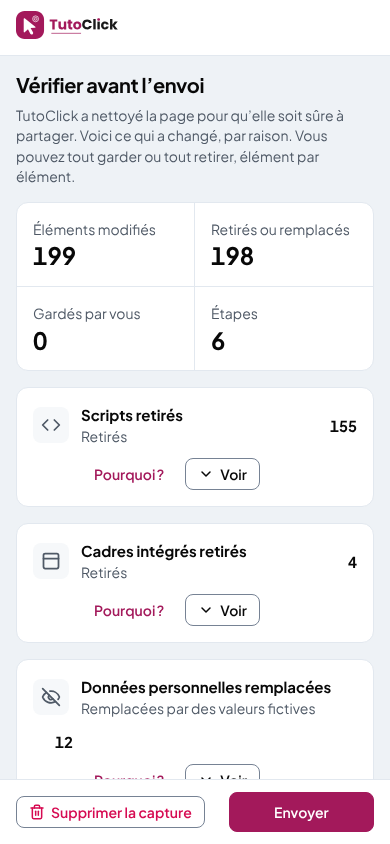 TutoClick
Vérifier avant l’envoi
TutoClick a nettoyé la page pour qu’elle soit sûre à
partager. Voici ce qui a changé, par raison. Vous
pouvez tout garder ou tout retirer, élément par
élément.
Éléments modifiés
199
Retirés ou remplacés
198
Gardés par vous
0
Étapes
6
Scripts retirés
Retirés
155
Pourquoi ?
Voir
Cadres intégrés retirés
Retirés
4
Pourquoi ?
Voir
Données personnelles remplacées
Remplacées par des valeurs fictives
12
Pourquoi ?
Voir
Supprimer la capture
Envoyer